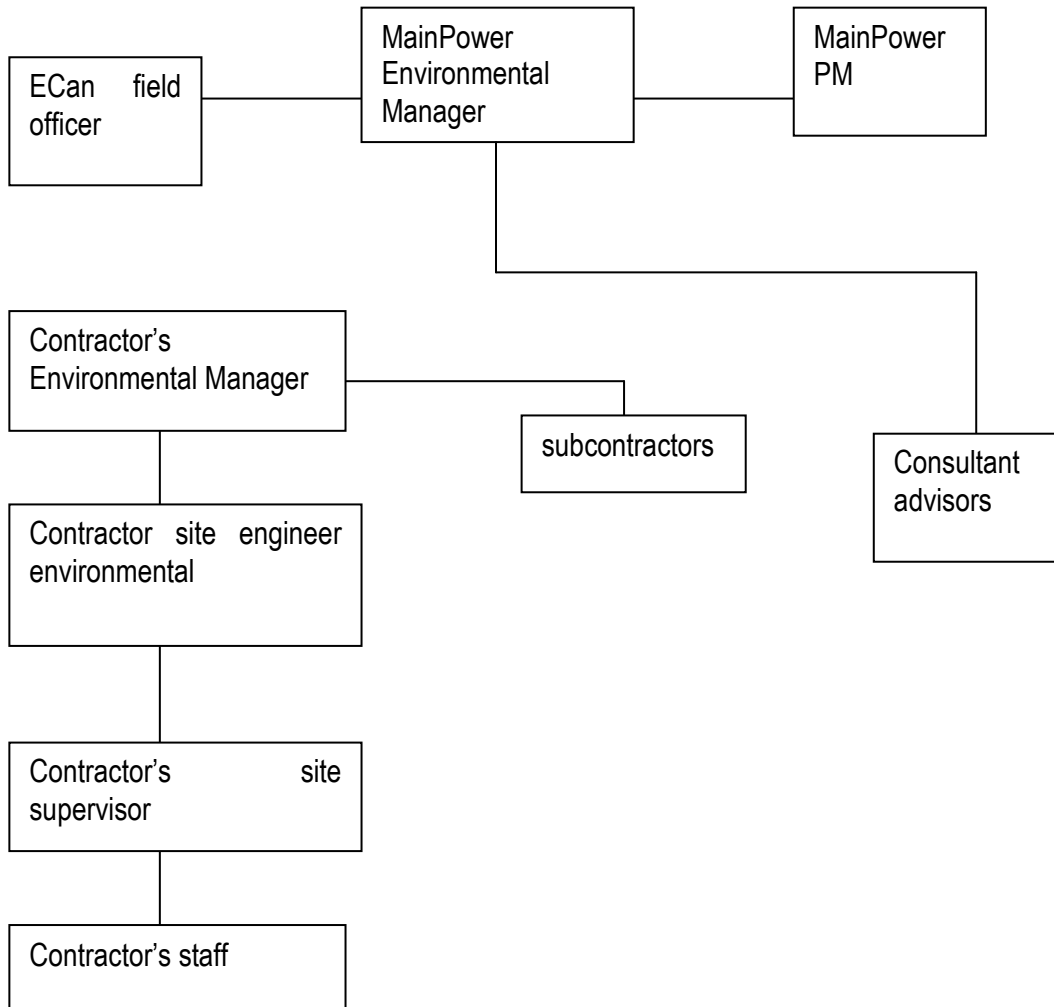 ECan field
officer
MainPower
Environmental
Manager
MainPower
PM
Contractor’s
Environmental Manager
subcontractors
Consultant
advisors
Contractor site engineer
environmental
Contractor’s site
supervisor
Contractor’s staff